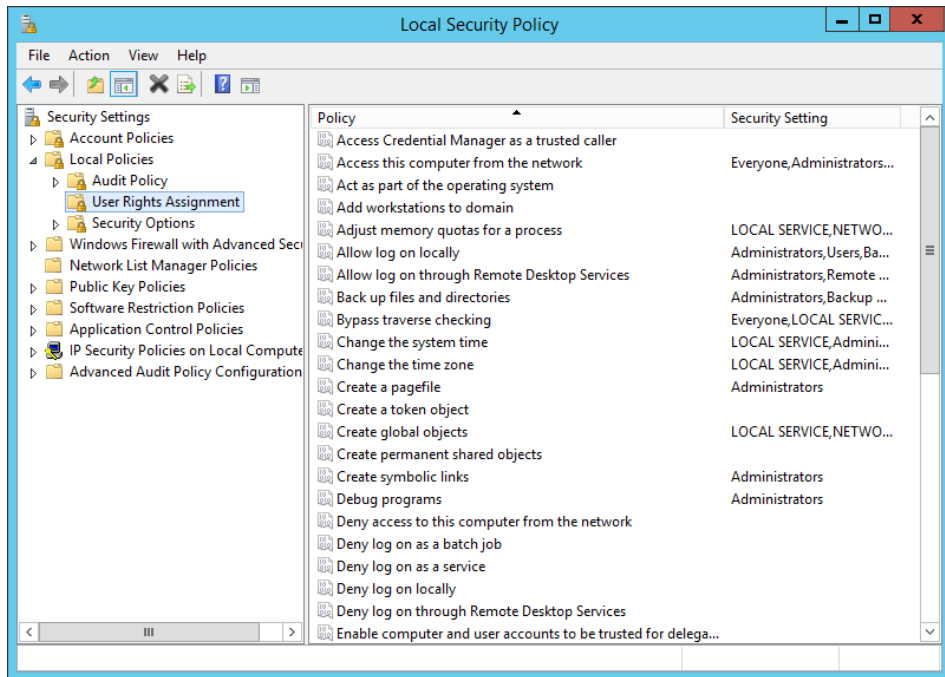 Local Security Policy
File Action View Help
Security Settings
Account Policies
Local Policies
Audit Policy
User Rights Assignment
Security Options
Windows Firewall with Advanced Secu
Network List Manager Policies
Public Key Policies
Software Restriction Policies
Application Control Policies
IP Security Policies on Local Compute
Advanced Audit Policy Configuration
Policy Security Setting
Access Credential Manager as a trusted caller
Access this computer from the network Everyone,Administrators...
Act as part of the operating system
Add workstations to domain
Adjust memory quotas for a process LOCAL SERVICE,NETWO...
Allow log on locally Administrators,Users,Ba...
Allow log on through Remote Desktop Services Administrators,Remote ...
Back up files and directories Administrators,Backup ...
Bypass traverse checking Everyone,LOCAL SERVIC...
Change the system time LOCAL SERVICE,Admini...
Change the time zone LOCAL SERVICE,Admini...
Create a pagefile Administrators
Create a token object
Create global objects LOCAL SERVICE,NETWO...
Create permanent shared objects
Create symbolic links Administrators
Debug programs Administrators
Deny access to this computer from the network
Deny log on as a batch job
Deny log on as a service
Deny log on locally
Deny log on through Remote Desktop Services
Enable computer and user accounts to be trusted for delega...